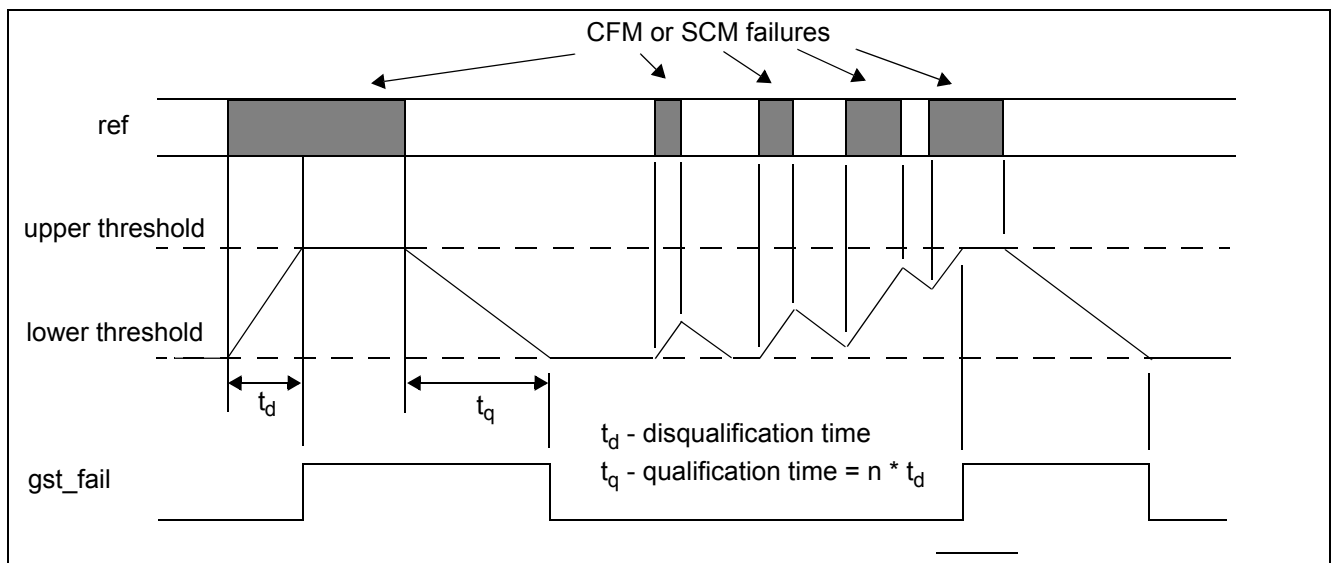 CFM or SCM failures
ref
upper threshold
lower threshold
td
tq
td - disqualification time
tq - qualification time = n * td
gst_fail